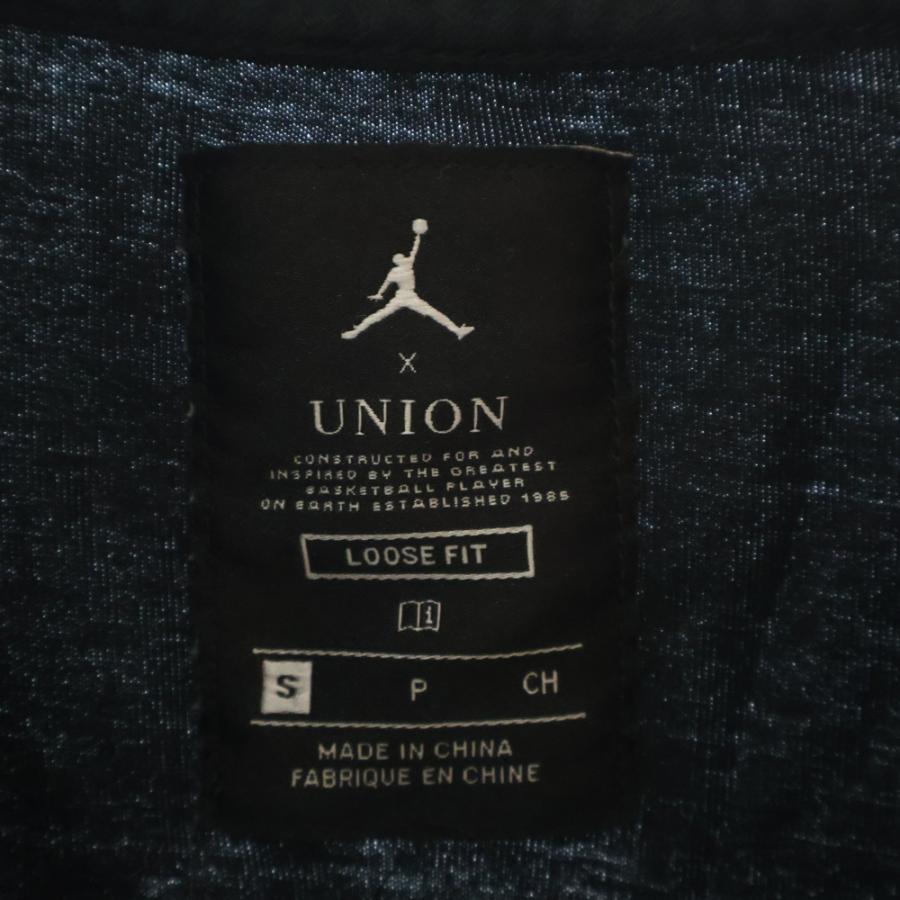 X
UNION
CONSTRUCTED FOR AND
INSPIRED BY THE GREATEST
BASKETBALL PLAYER
ON EARTH ESTABLISHED 1985
LOOSE FIT
i
S P CH
MADE IN CHINA
FABRIQUE EN CHINE